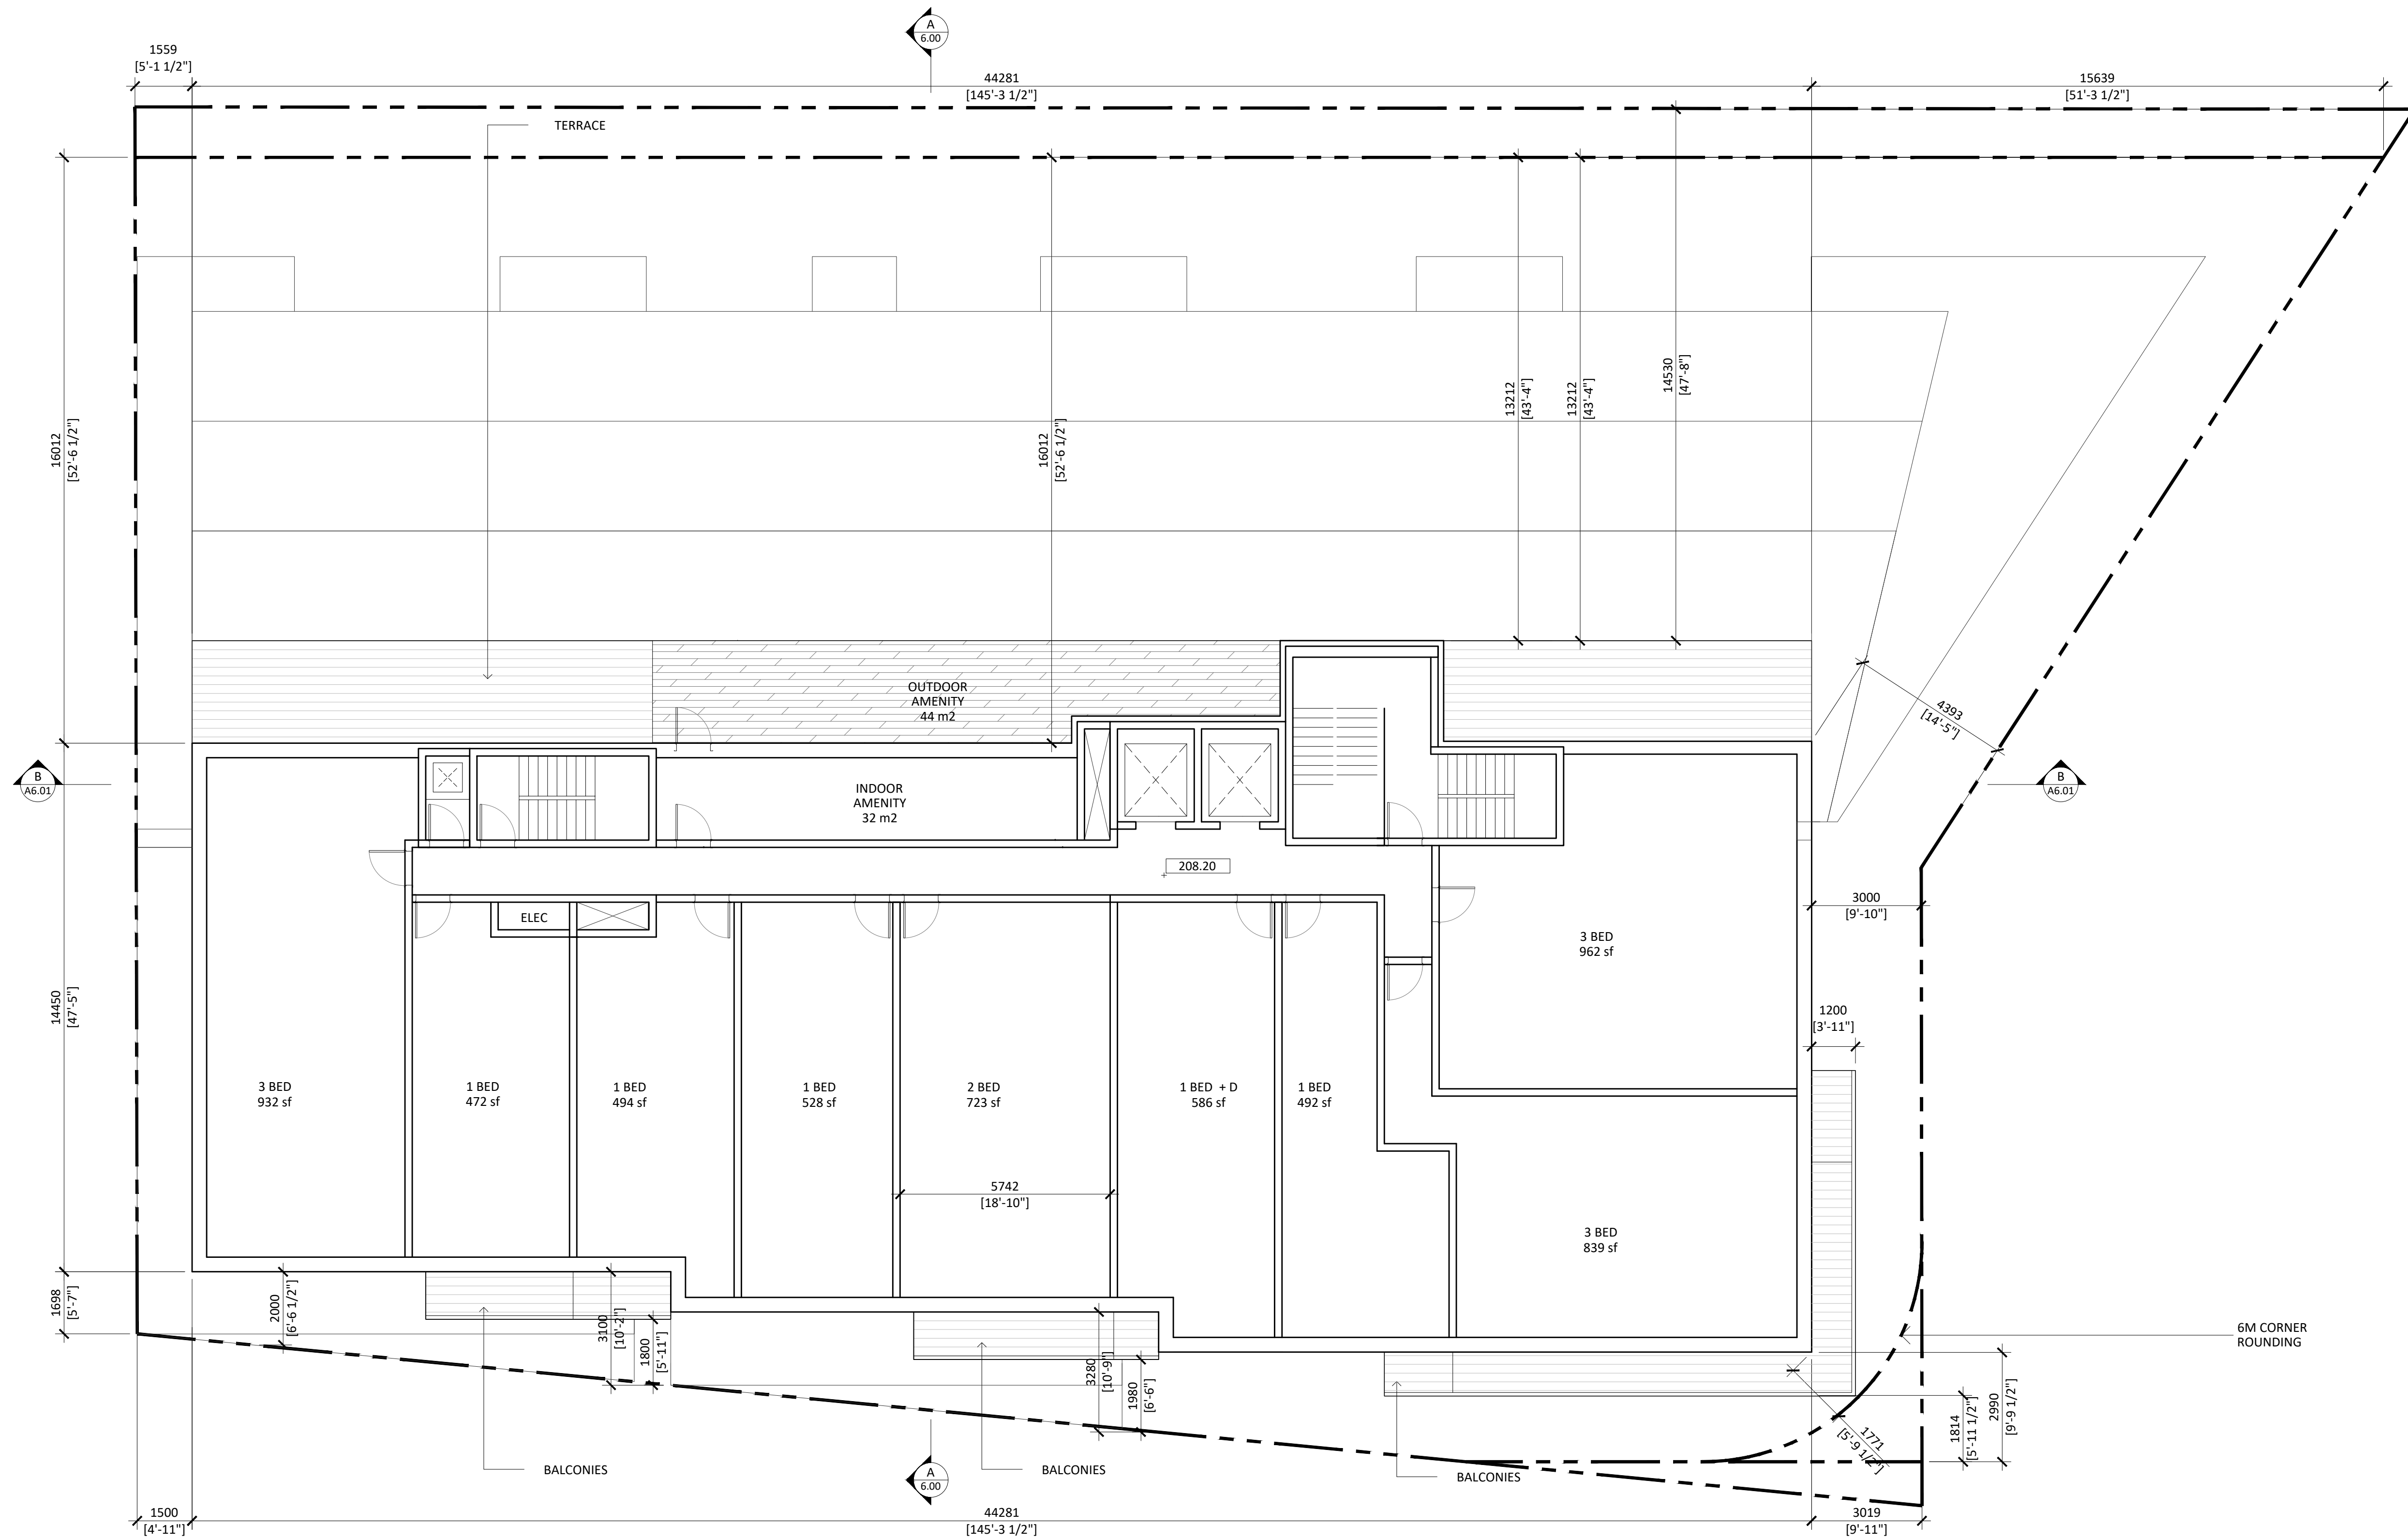 A
6.00
1559
[5'-1 1/2"]
44281
[145'-3 1/2"]
15639
[51'-3 1/2"]
TERRACE
16012
[52'-6 1/2"]
16012
[52'-6 1/2"]
13212
[43'-4"]
13212
[43'-4"]
14530
[47'-8"]
OUTDOOR
AMENITY
44 m2
4393
[14'-5"]
B
A6.01
INDOOR
AMENITY
32 m2
B
A6.01
208.20
3000
[9'-10"]
ELEC
3 BED
962 sf
14450
[47'-5"]
1200
[3'-11"]
3 BED
932 sf
1 BED
472 sf
1 BED
494 sf
1 BED
528 sf
2 BED
723 sf
1 BED + D
586 sf
1 BED
492 sf
5742
[18'-10"]
3 BED
839 sf
1698
[5'-7"]
2000
[6'-6 1/2"]
3100
[10'-2"]
1800
[5'-11"]
3280
[10'-9"]
1980
[6'-6"]
6M CORNER
ROUNDING
1814
[5'-11 1/2"]
2990
[9'-9 1/2"]
1771
[5'-9 1/2"]
BALCONIES
BALCONIES
BALCONIES
A
6.00
1500
[4'-11"]
44281
[145'-3 1/2"]
3019
[9'-11"]